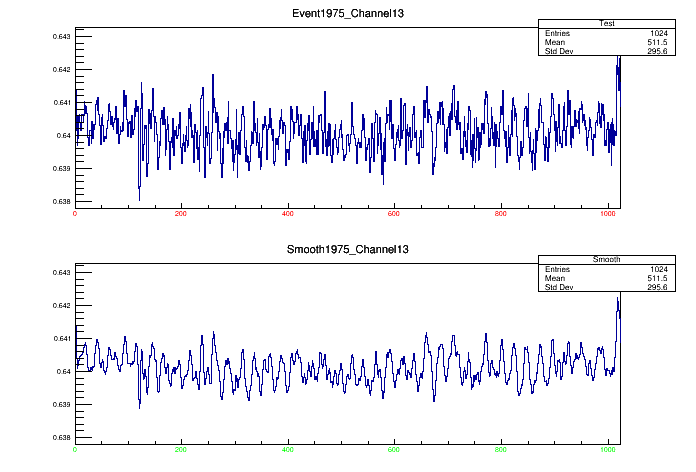 Event1975_Channel13
Test
Entries 1024
Mean 511.5
Std Dev 295.6
0.643
0.642
0.641
0.64
0.639
0.638
0 200 400 600 800 1000
Smooth1975_Channel13
Smooth
Entries 1024
Mean 511.5
Std Dev 295.6
0.643
0.642
0.641
0.64
0.639
0.638
0 200 400 600 800 1000